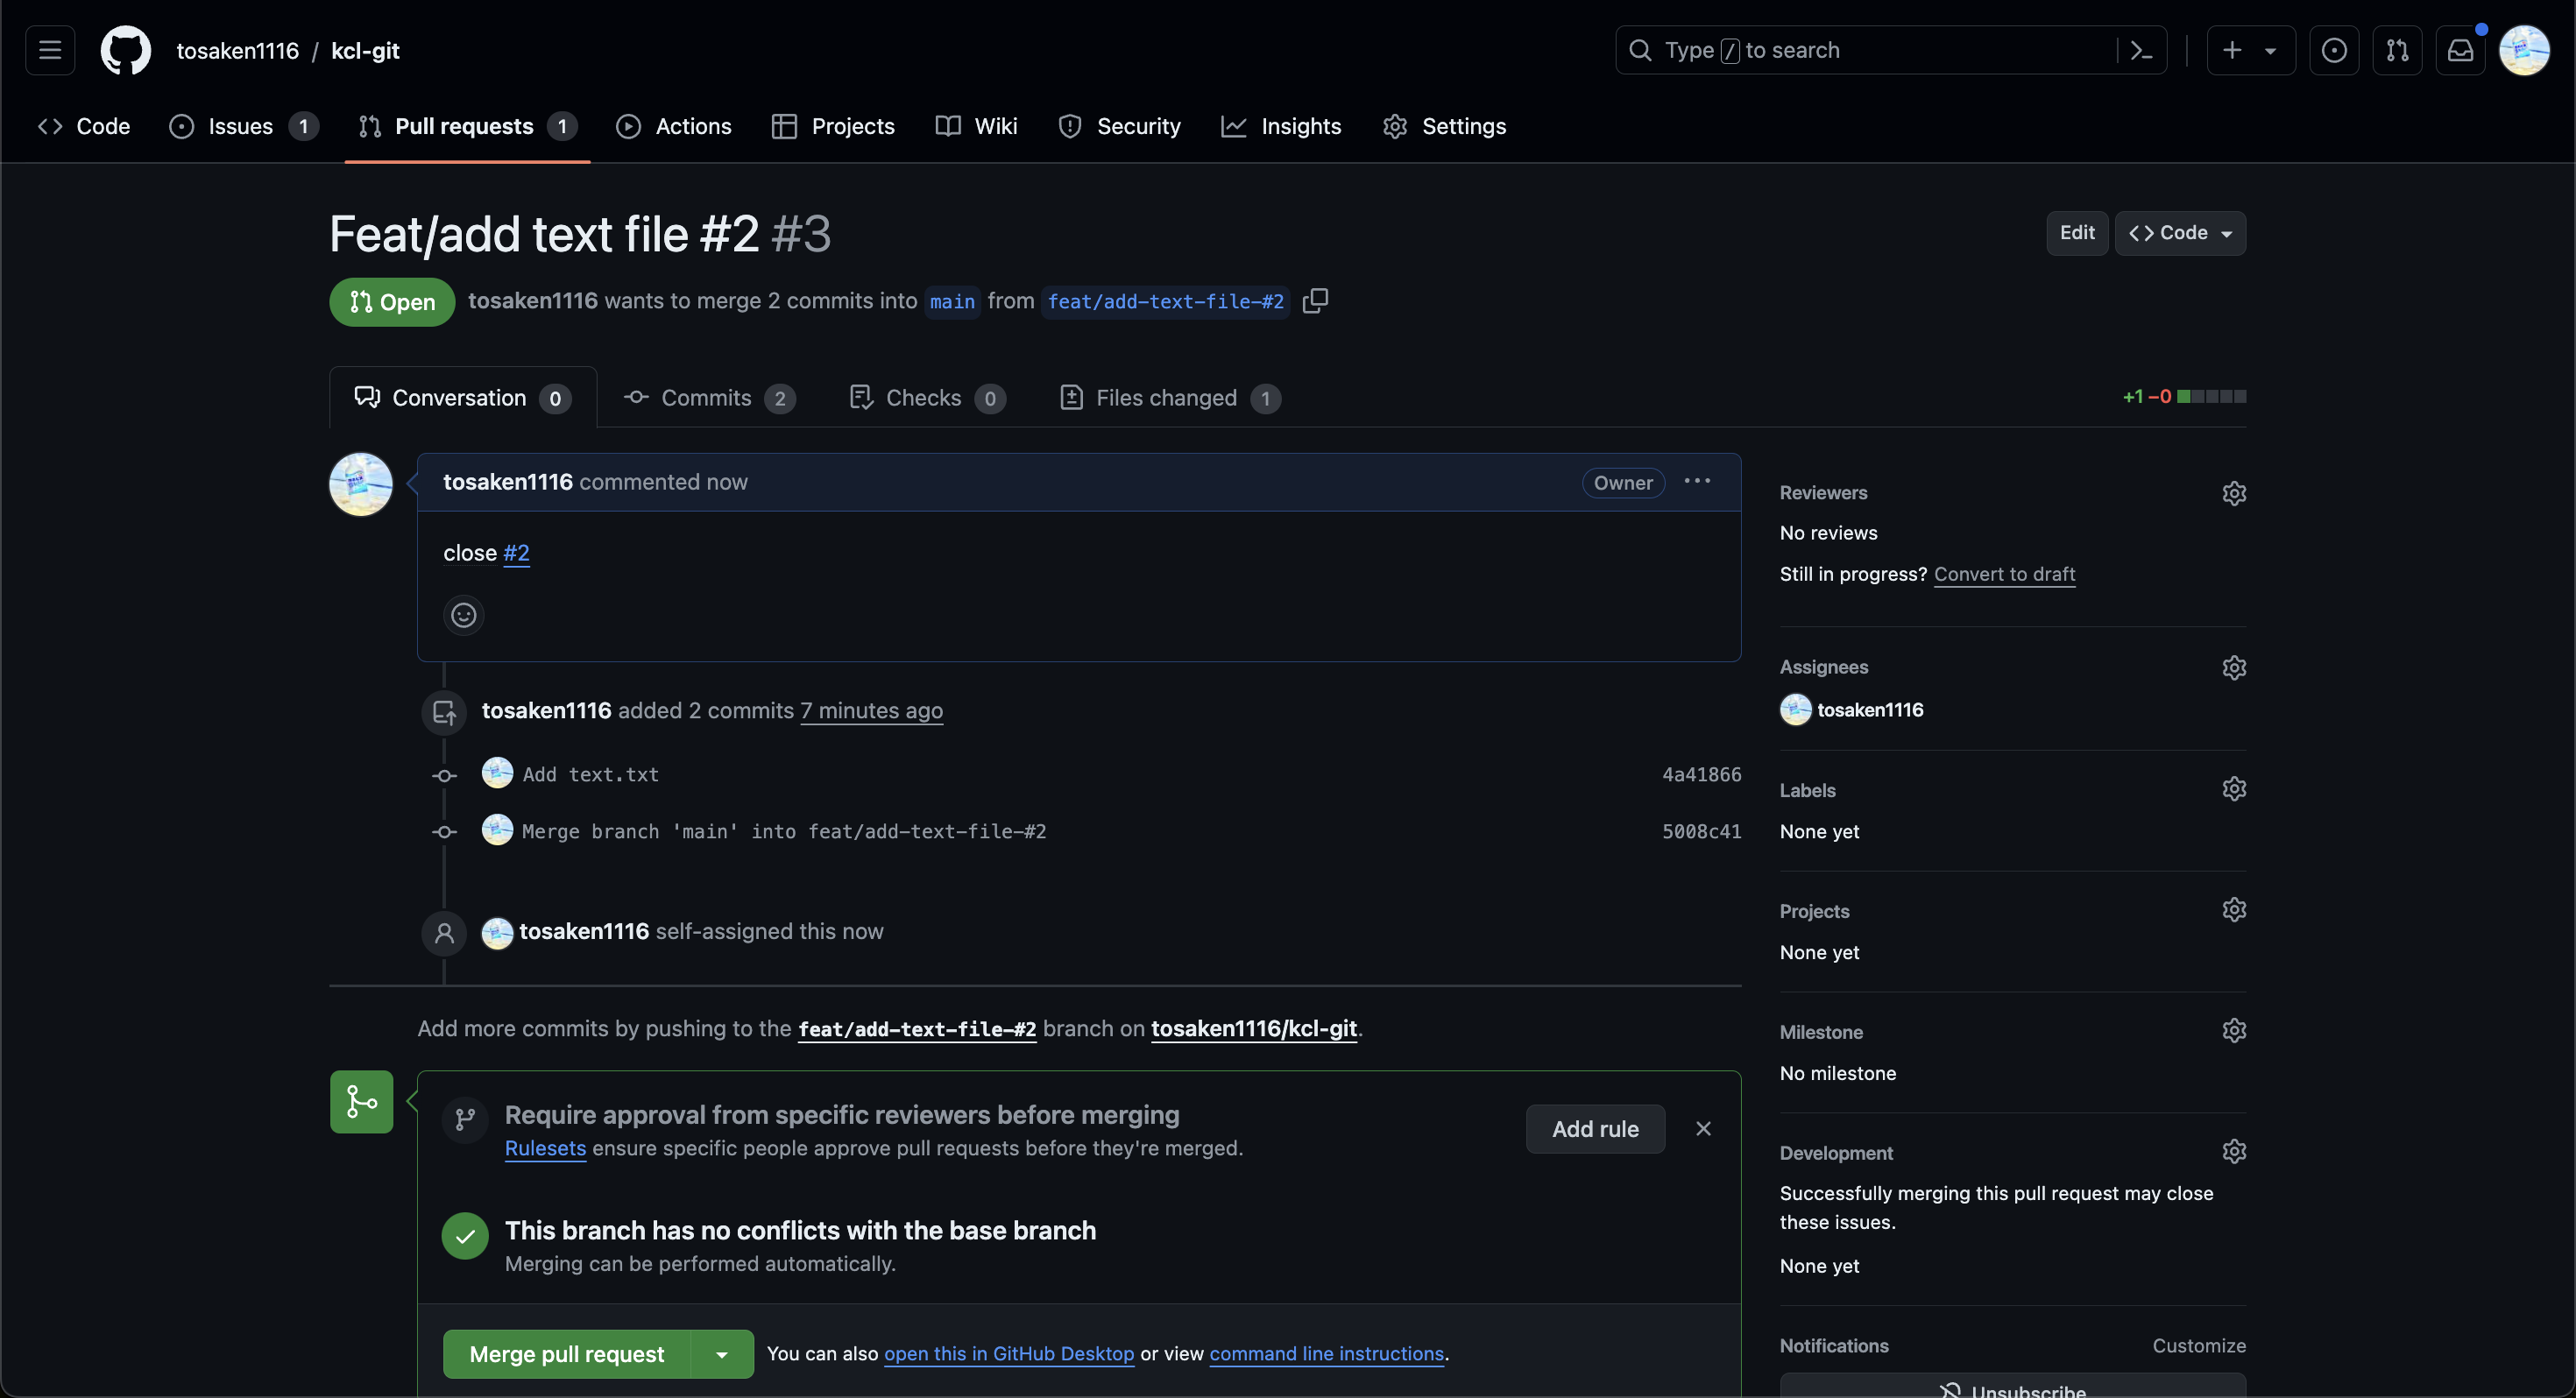 tosaken1116 / kcl-git
Type / to search
Code
Issues 1
Pull requests 1
Actions
Projects
Wiki
Security
Insights
Settings
Feat/add text file #2 #3
Edit
Code
Open
tosaken1116 wants to merge 2 commits into main from feat/add-text-file-#2
Conversation 0
Commits 2
Checks 0
Files changed 1
+1 −0
tosaken1116 commented now
Owner
close #2
tosaken1116 added 2 commits 7 minutes ago
Add text.txt
4a41866
Merge branch 'main' into feat/add-text-file-#2
5008c41
tosaken1116 self-assigned this now
Add more commits by pushing to the feat/add-text-file-#2 branch on tosaken1116/kcl-git.
Require approval from specific reviewers before merging
Rulesets ensure specific people approve pull requests before they're merged.
Add rule
This branch has no conflicts with the base branch
Merging can be performed automatically.
Merge pull request
You can also open this in GitHub Desktop or view command line instructions.
Reviewers
No reviews
Still in progress? Convert to draft
Assignees
tosaken1116
Labels
None yet
Projects
None yet
Milestone
No milestone
Development
Successfully merging this pull request may close
these issues.
None yet
Notifications
Customize
Unsubscribe